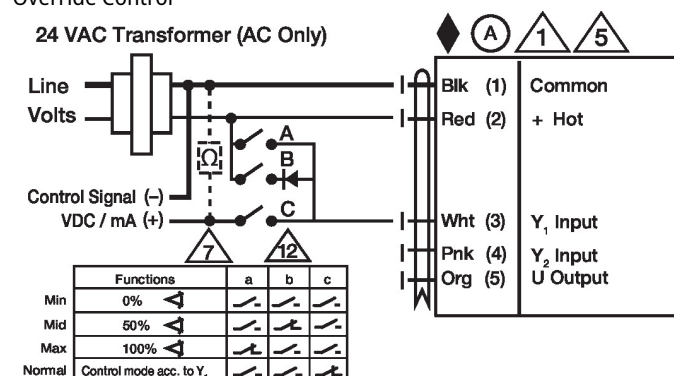 Override Control
24 VAC Transformer (AC Only)
A 1 5
Line
Volts
Blk (1) Common
Red (2) + Hot
A
B
Ω
Control Signal (–)
C
VDC / mA (+)
Wht (3) Y1 Input
7 12
Pnk (4) Y2 Input
Org (5) U Output
Functions a b c
Min 0%
Mid 50%
Max 100%
Normal Control mode acc. to Y,